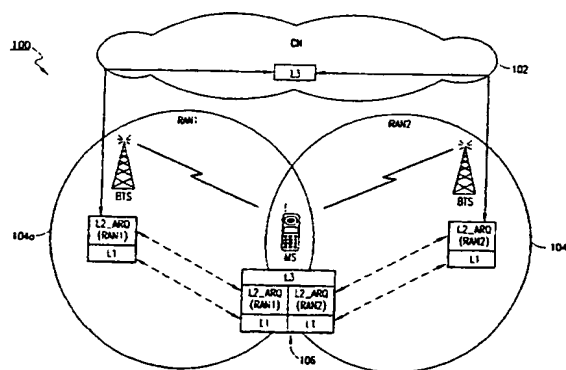 100
CN
L3
102
RAN1
RAN2
BTS
BTS
MS
L2_ARQ
(RAN1)
L1
L2_ARQ
(RAN2)
L1
104a
104
L3
L2_ARQ
(RAN1)
L2_ARQ
(RAN2)
L1
L1
106